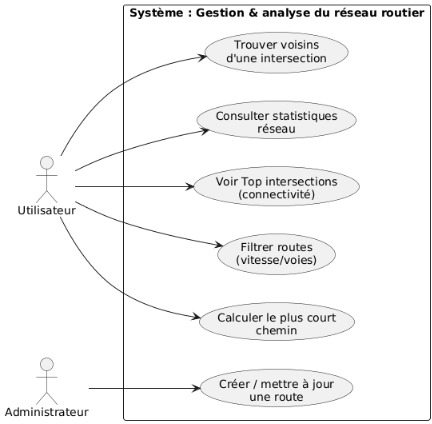 Système : Gestion & analyse du réseau routier
Trouver voisins
d'une intersection
Consulter statistiques
réseau
Voir Top intersections
(connectivité)
Utilisateur
Filtrer routes
(vitesse/voies)
Calculer le plus court
chemin
Créer / mettre à jour
une route
Administrateur